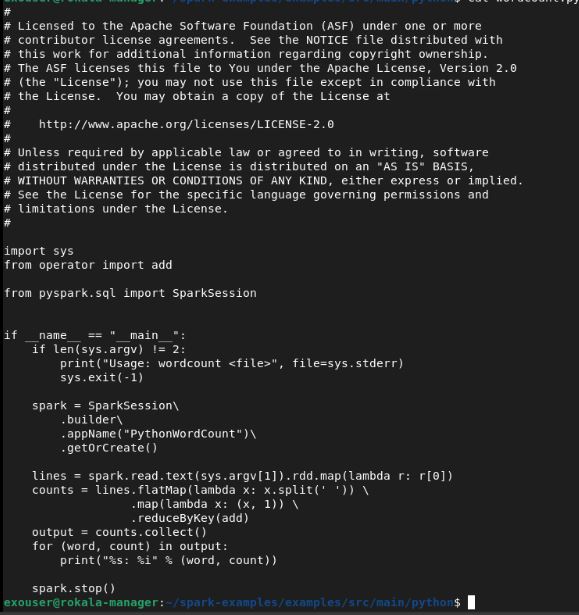 exouser@rokala-manager:~/spark-examples/examples/src/main/python$ cat wordcount.py
#
# Licensed to the Apache Software Foundation (ASF) under one or more
# contributor license agreements.  See the NOTICE file distributed with
# this work for additional information regarding copyright ownership.
# The ASF licenses this file to You under the Apache License, Version 2.0
# (the "License"); you may not use this file except in compliance with
# the License.  You may obtain a copy of the License at
#
#    http://www.apache.org/licenses/LICENSE-2.0
#
# Unless required by applicable law or agreed to in writing, software
# distributed under the License is distributed on an "AS IS" BASIS,
# WITHOUT WARRANTIES OR CONDITIONS OF ANY KIND, either express or implied.
# See the License for the specific language governing permissions and
# limitations under the License.
#

import sys
from operator import add

from pyspark.sql import SparkSession


if __name__ == "__main__":
    if len(sys.argv) != 2:
        print("Usage: wordcount <file>", file=sys.stderr)
        sys.exit(-1)

    spark = SparkSession\
        .builder\
        .appName("PythonWordCount")\
        .getOrCreate()

    lines = spark.read.text(sys.argv[1]).rdd.map(lambda r: r[0])
    counts = lines.flatMap(lambda x: x.split(' ')) \
                  .map(lambda x: (x, 1)) \
                  .reduceByKey(add)
    output = counts.collect()
    for (word, count) in output:
        print("%s: %i" % (word, count))

    spark.stop()
exouser@rokala-manager:~/spark-examples/examples/src/main/python$